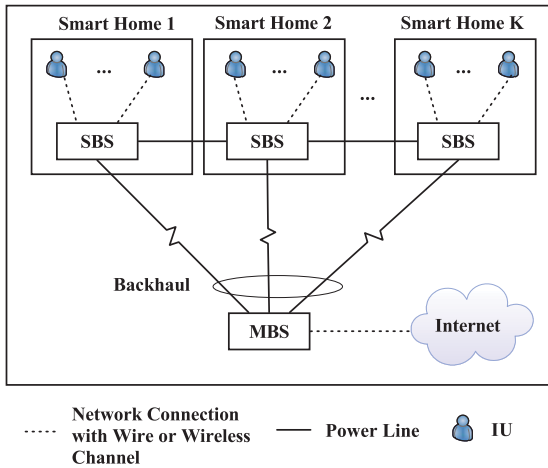 Smart Home 1 Smart Home 2 Smart Home K
... ... ...
...
SBS SBS SBS
Backhaul
MBS
Internet
Network Connection
with Wire or Wireless
Channel
Power Line
IU